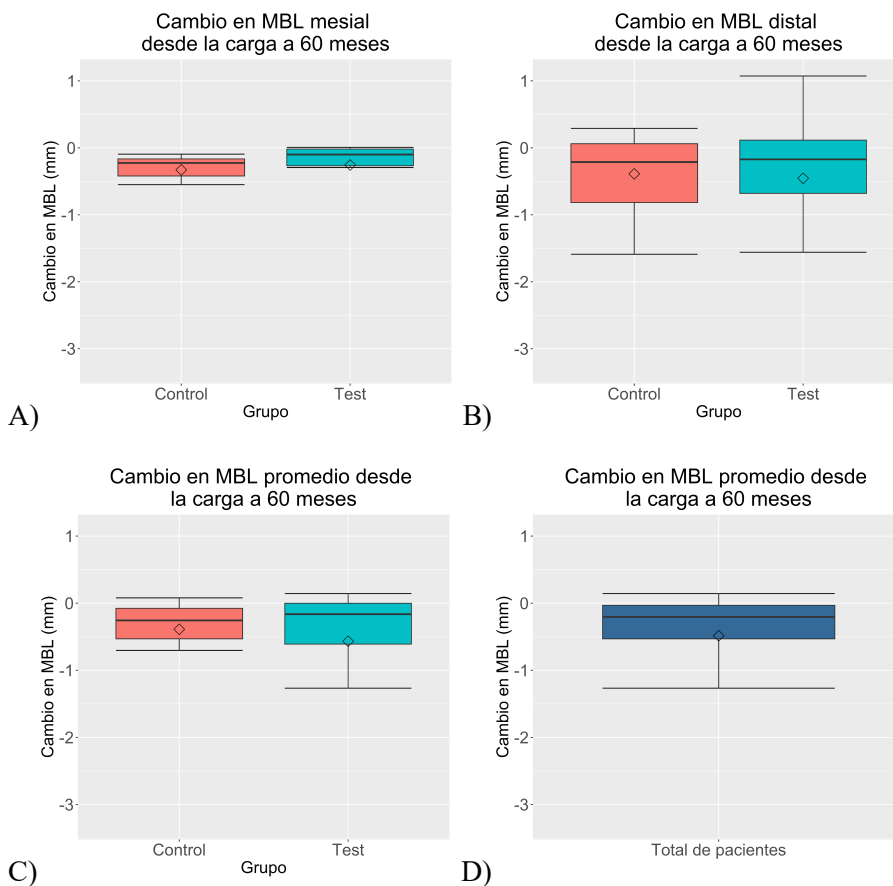 Cambio en MBL mesial
desde la carga a 60 meses
Cambio en MBL (mm)
1
0
-1
-2
-3
Control
Test
Grupo
A)
Cambio en MBL distal
desde la carga a 60 meses
Cambio en MBL (mm)
1
0
-1
-2
-3
Control
Test
Grupo
B)
Cambio en MBL promedio desde
la carga a 60 meses
Cambio en MBL (mm)
1
0
-1
-2
-3
Control
Test
Grupo
C)
Cambio en MBL promedio desde
la carga a 60 meses
Cambio en MBL (mm)
1
0
-1
-2
-3
Total de pacientes
D)